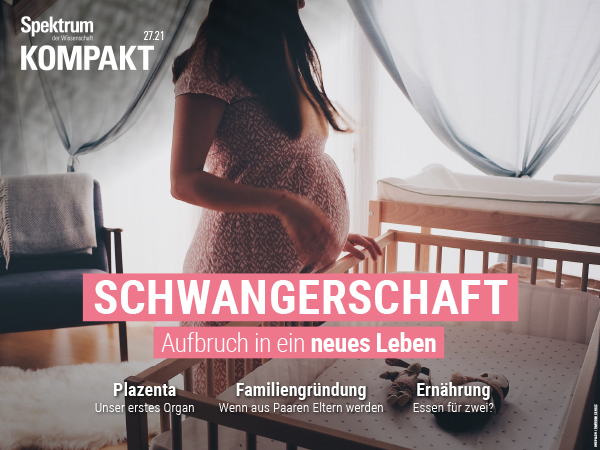 Spektrum
der Wissenschaft
27.21
KOMPAKT
SCHWANGERSCHAFT
Aufbruch in ein neues Leben
Plazenta
Unser erstes Organ
Familiengründung
Wenn aus Paaren Eltern werden
Ernährung
Essen für zwei?